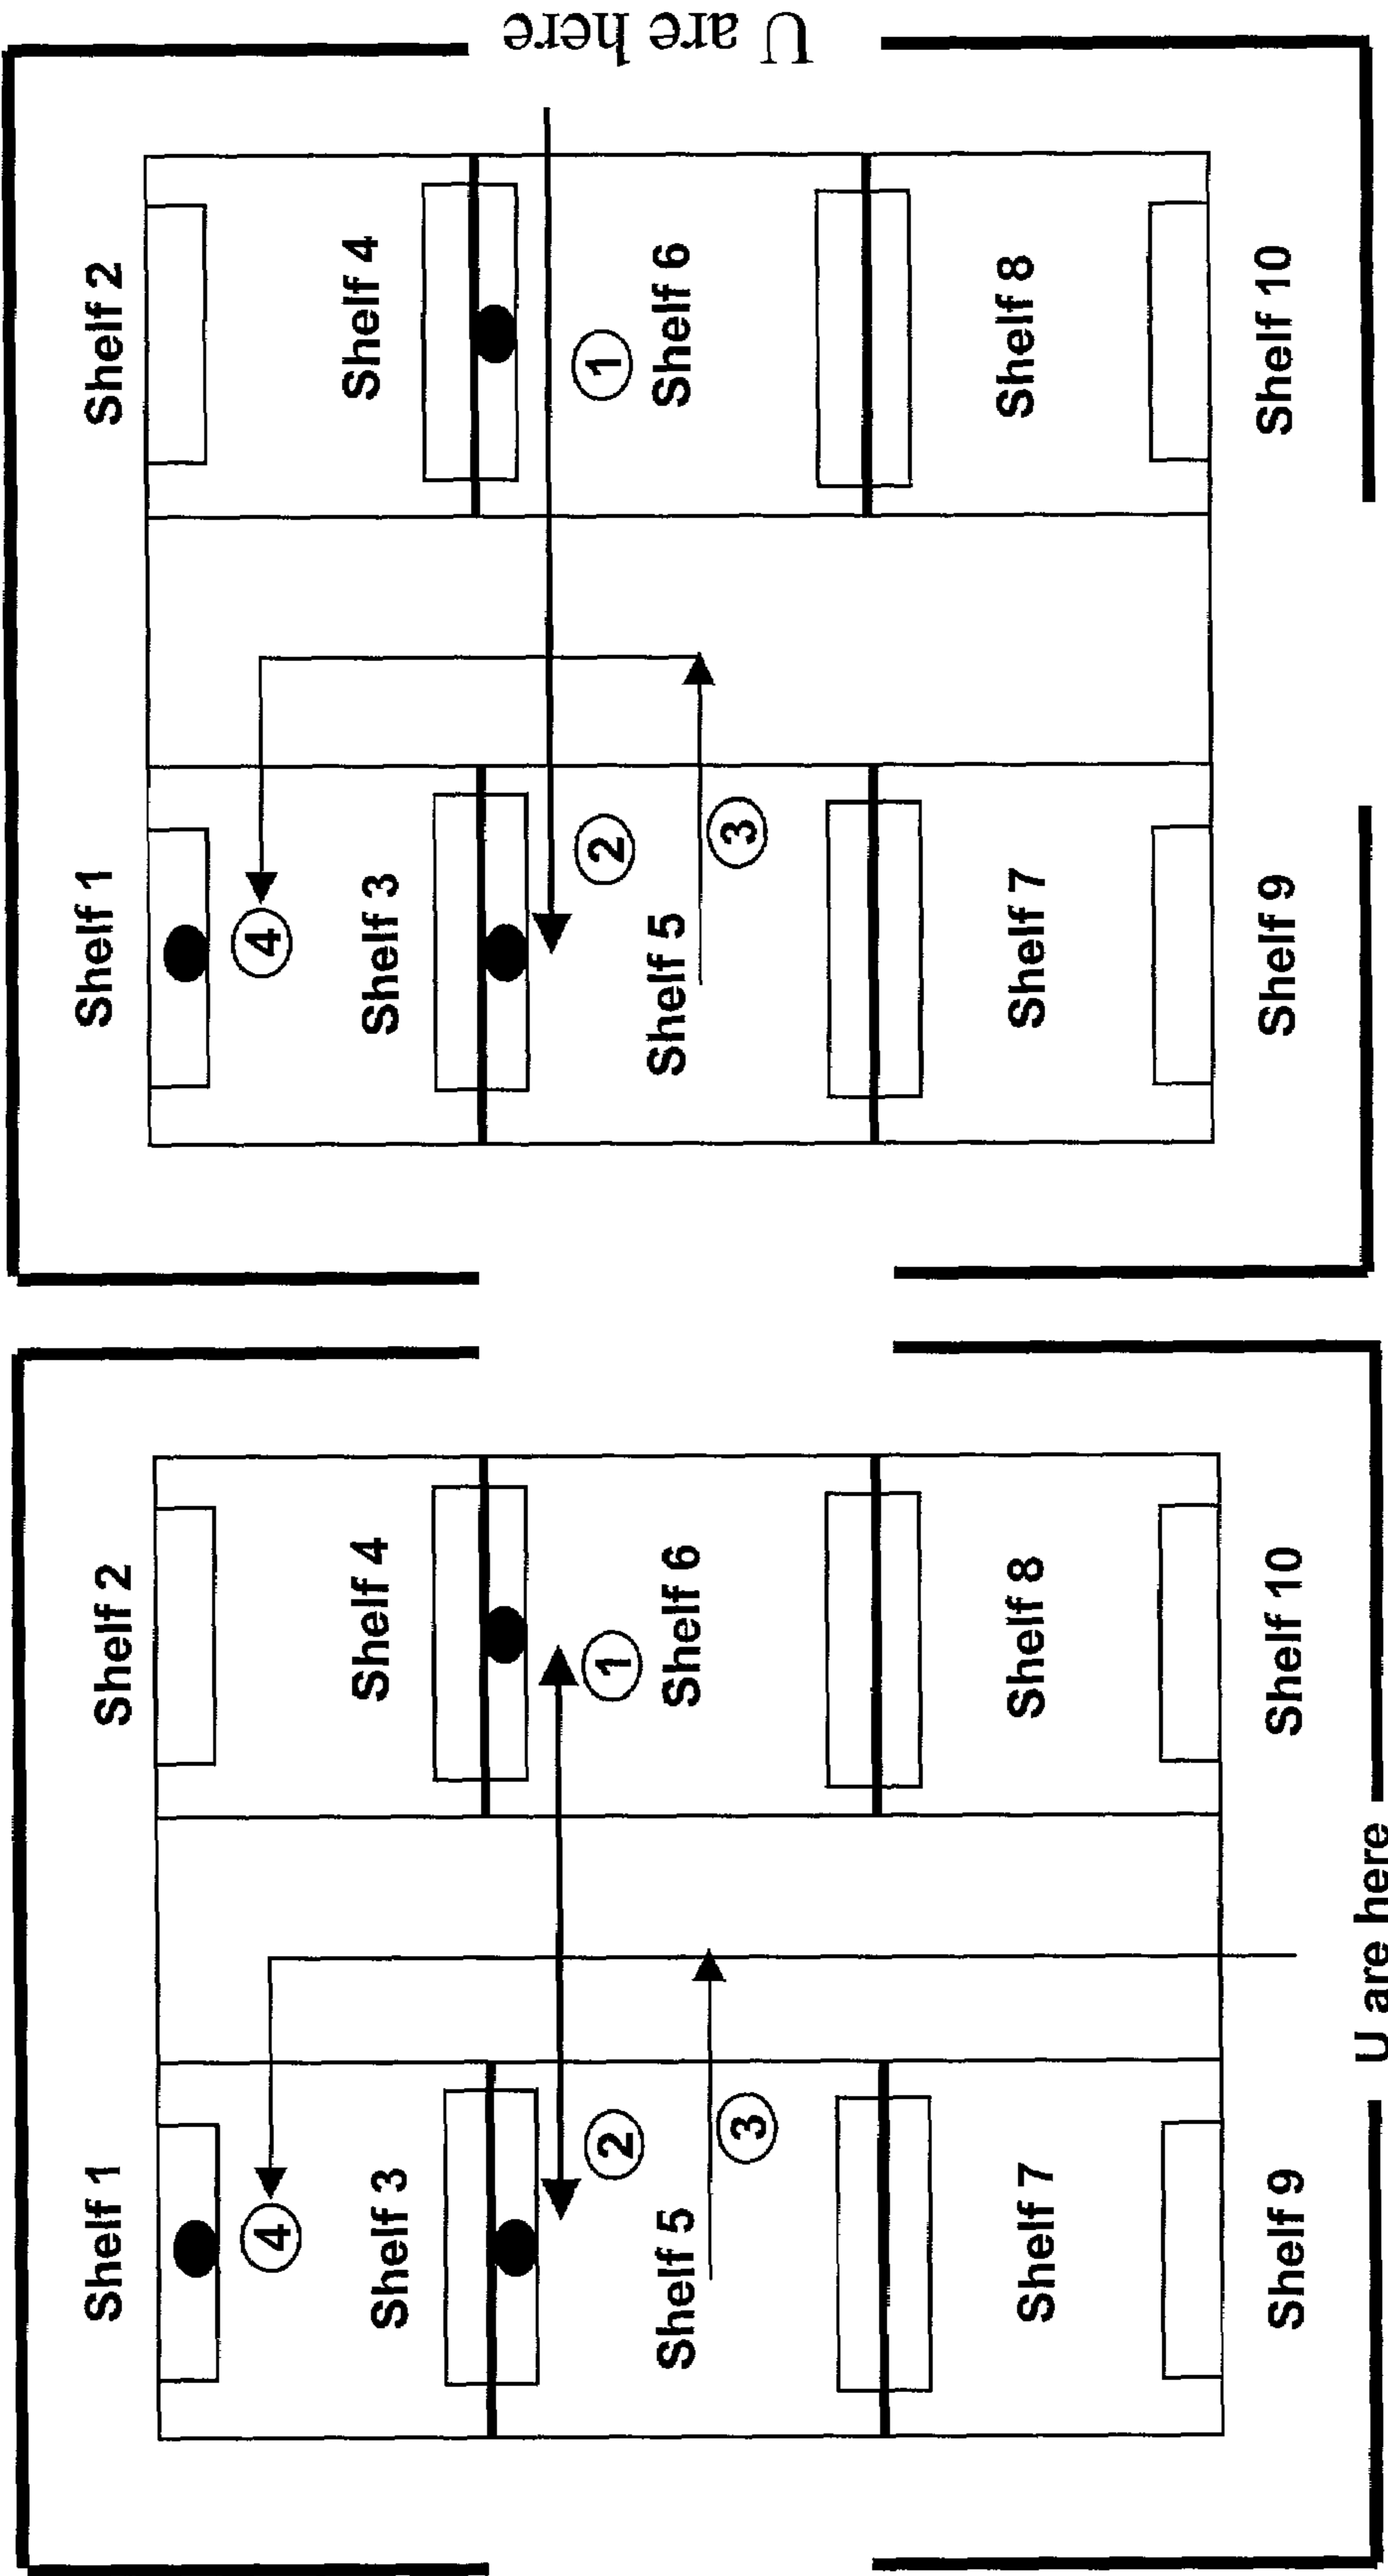 Shelf 1
Shelf 2
④
Shelf 3
Shelf 4
②
①
Shelf 5
Shelf 6
③
Shelf 7
Shelf 8
Shelf 9
Shelf 10
U are here
Shelf 1
Shelf 2
④
Shelf 3
Shelf 4
②
①
Shelf 5
Shelf 6
③
Shelf 7
Shelf 8
Shelf 9
Shelf 10
U are here